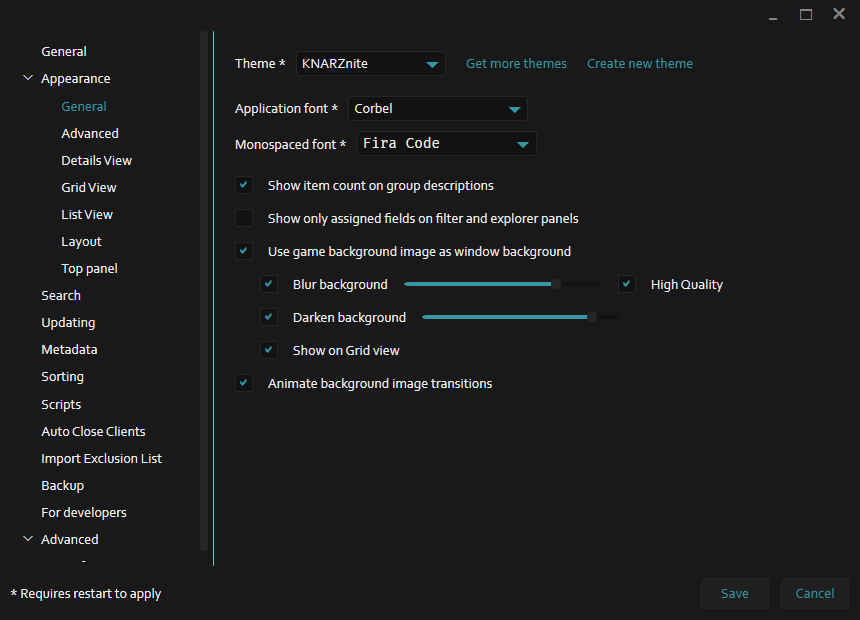 General
Appearance
General
Advanced
Details View
Grid View
List View
Layout
Top panel
Search
Updating
Metadata
Sorting
Scripts
Auto Close Clients
Import Exclusion List
Backup
For developers
Advanced
Theme * KNARZnite Get more themes Create new theme
Application font * Corbel
Monospaced font * Fira Code
Show item count on group descriptions
Show only assigned fields on filter and explorer panels
Use game background image as window background
Blur background High Quality
Darken background
Show on Grid view
Animate background image transitions
* Requires restart to apply Save Cancel